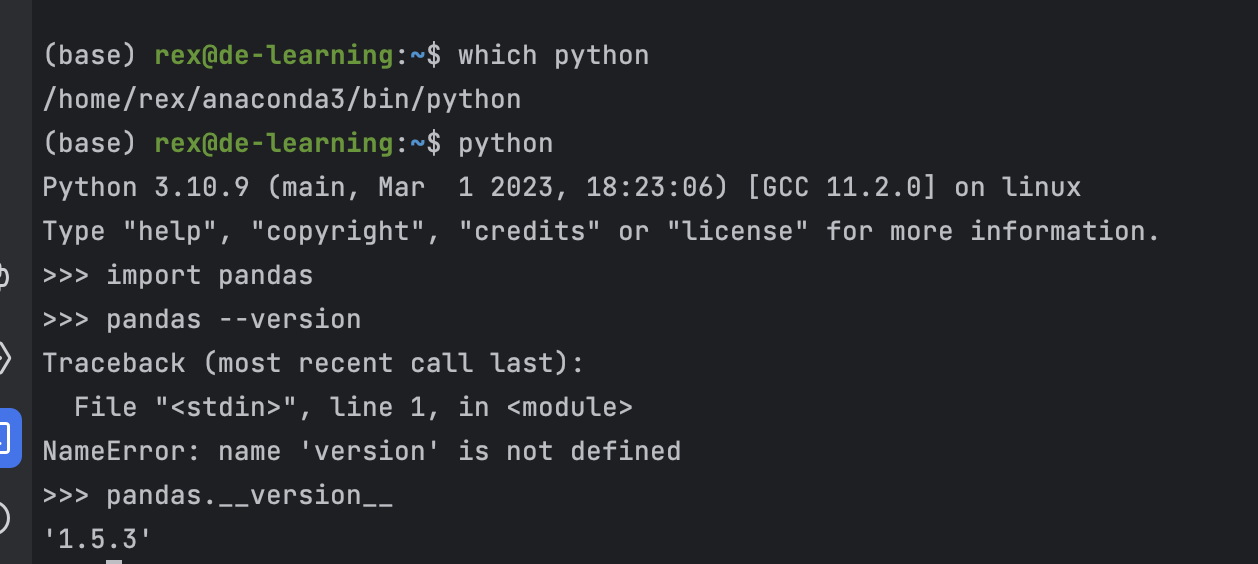 (base) rex@de-learning:~$ which python
/home/rex/anaconda3/bin/python
(base) rex@de-learning:~$ python
Python 3.10.9 (main, Mar  1 2023, 18:23:06) [GCC 11.2.0] on linux
Type "help", "copyright", "credits" or "license" for more information.
>>> import pandas
>>> pandas --version
Traceback (most recent call last):
  File "<stdin>", line 1, in <module>
NameError: name 'version' is not defined
>>> pandas.__version__
'1.5.3'